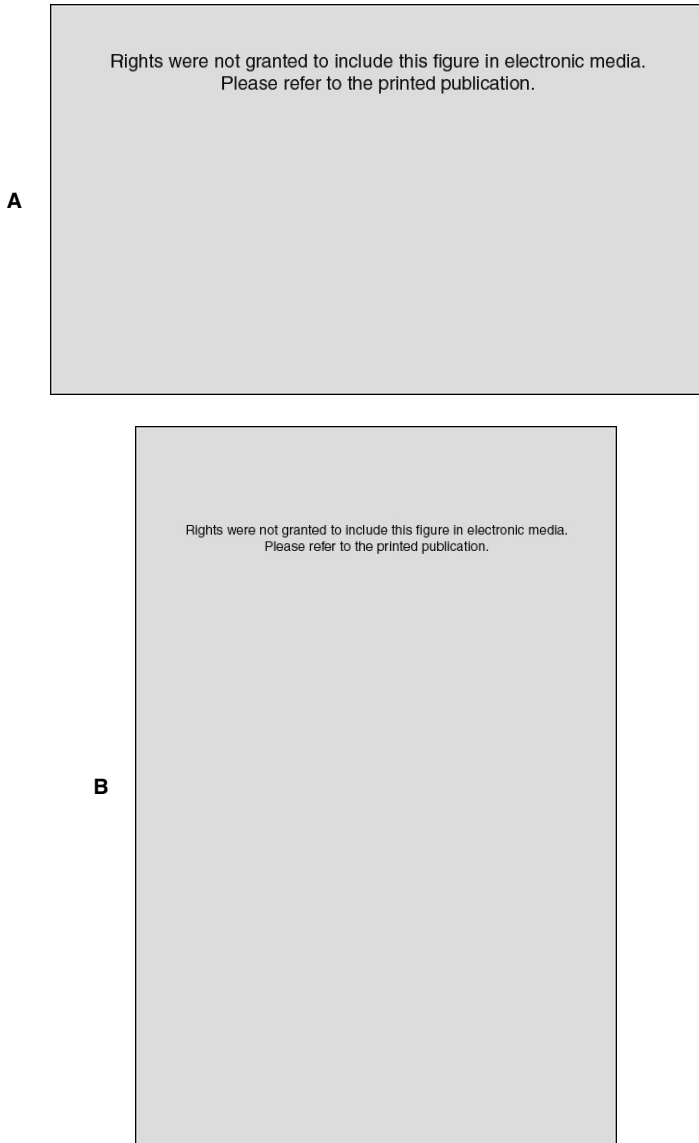 Rights were not granted to include this figure in electronic media.
Please refer to the printed publication.
A
Rights were not granted to include this figure in electronic media.
Please refer to the printed publication.
B